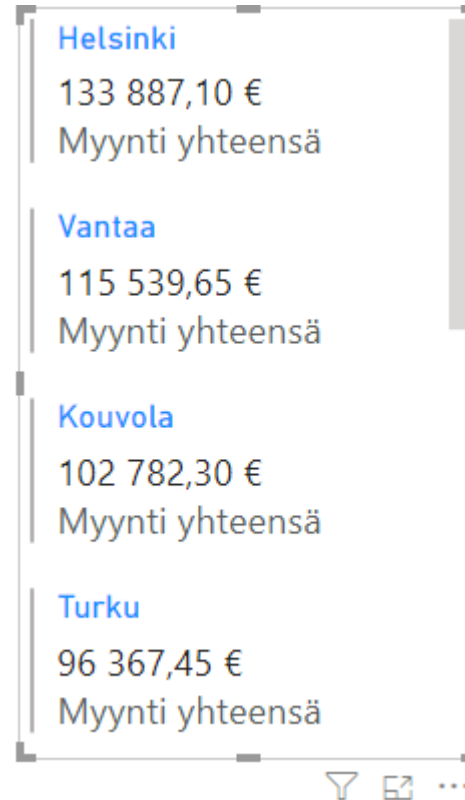 Helsinki
133 887,10 €
Myynti yhteensä
Vantaa
115 539,65 €
Myynti yhteensä
Kouvola
102 782,30 €
Myynti yhteensä
Turku
96 367,45 €
Myynti yhteensä